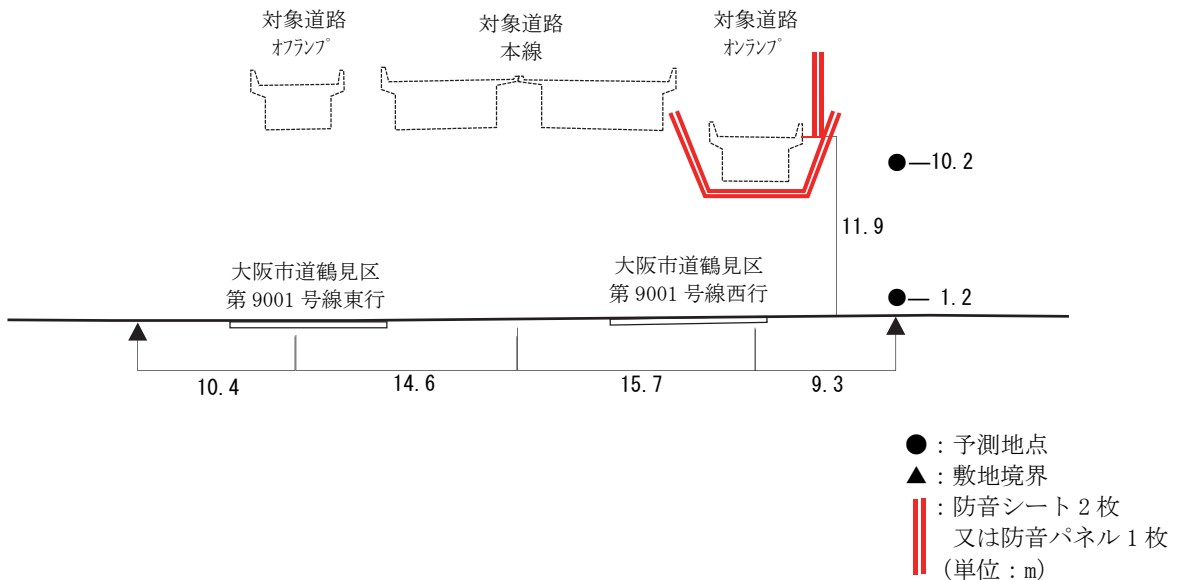 対象道路
オフランプ
対象道路
本線
対象道路
オンランプ
10.2
11.9
大阪市道鶴見区
第 9001 号線東行
大阪市道鶴見区
第 9001 号線西行
1.2
10.4
14.6
15.7
9.3
●：予測地点
▲：敷地境界
：防音シート 2 枚
又は防音パネル 1 枚
(単位：m)